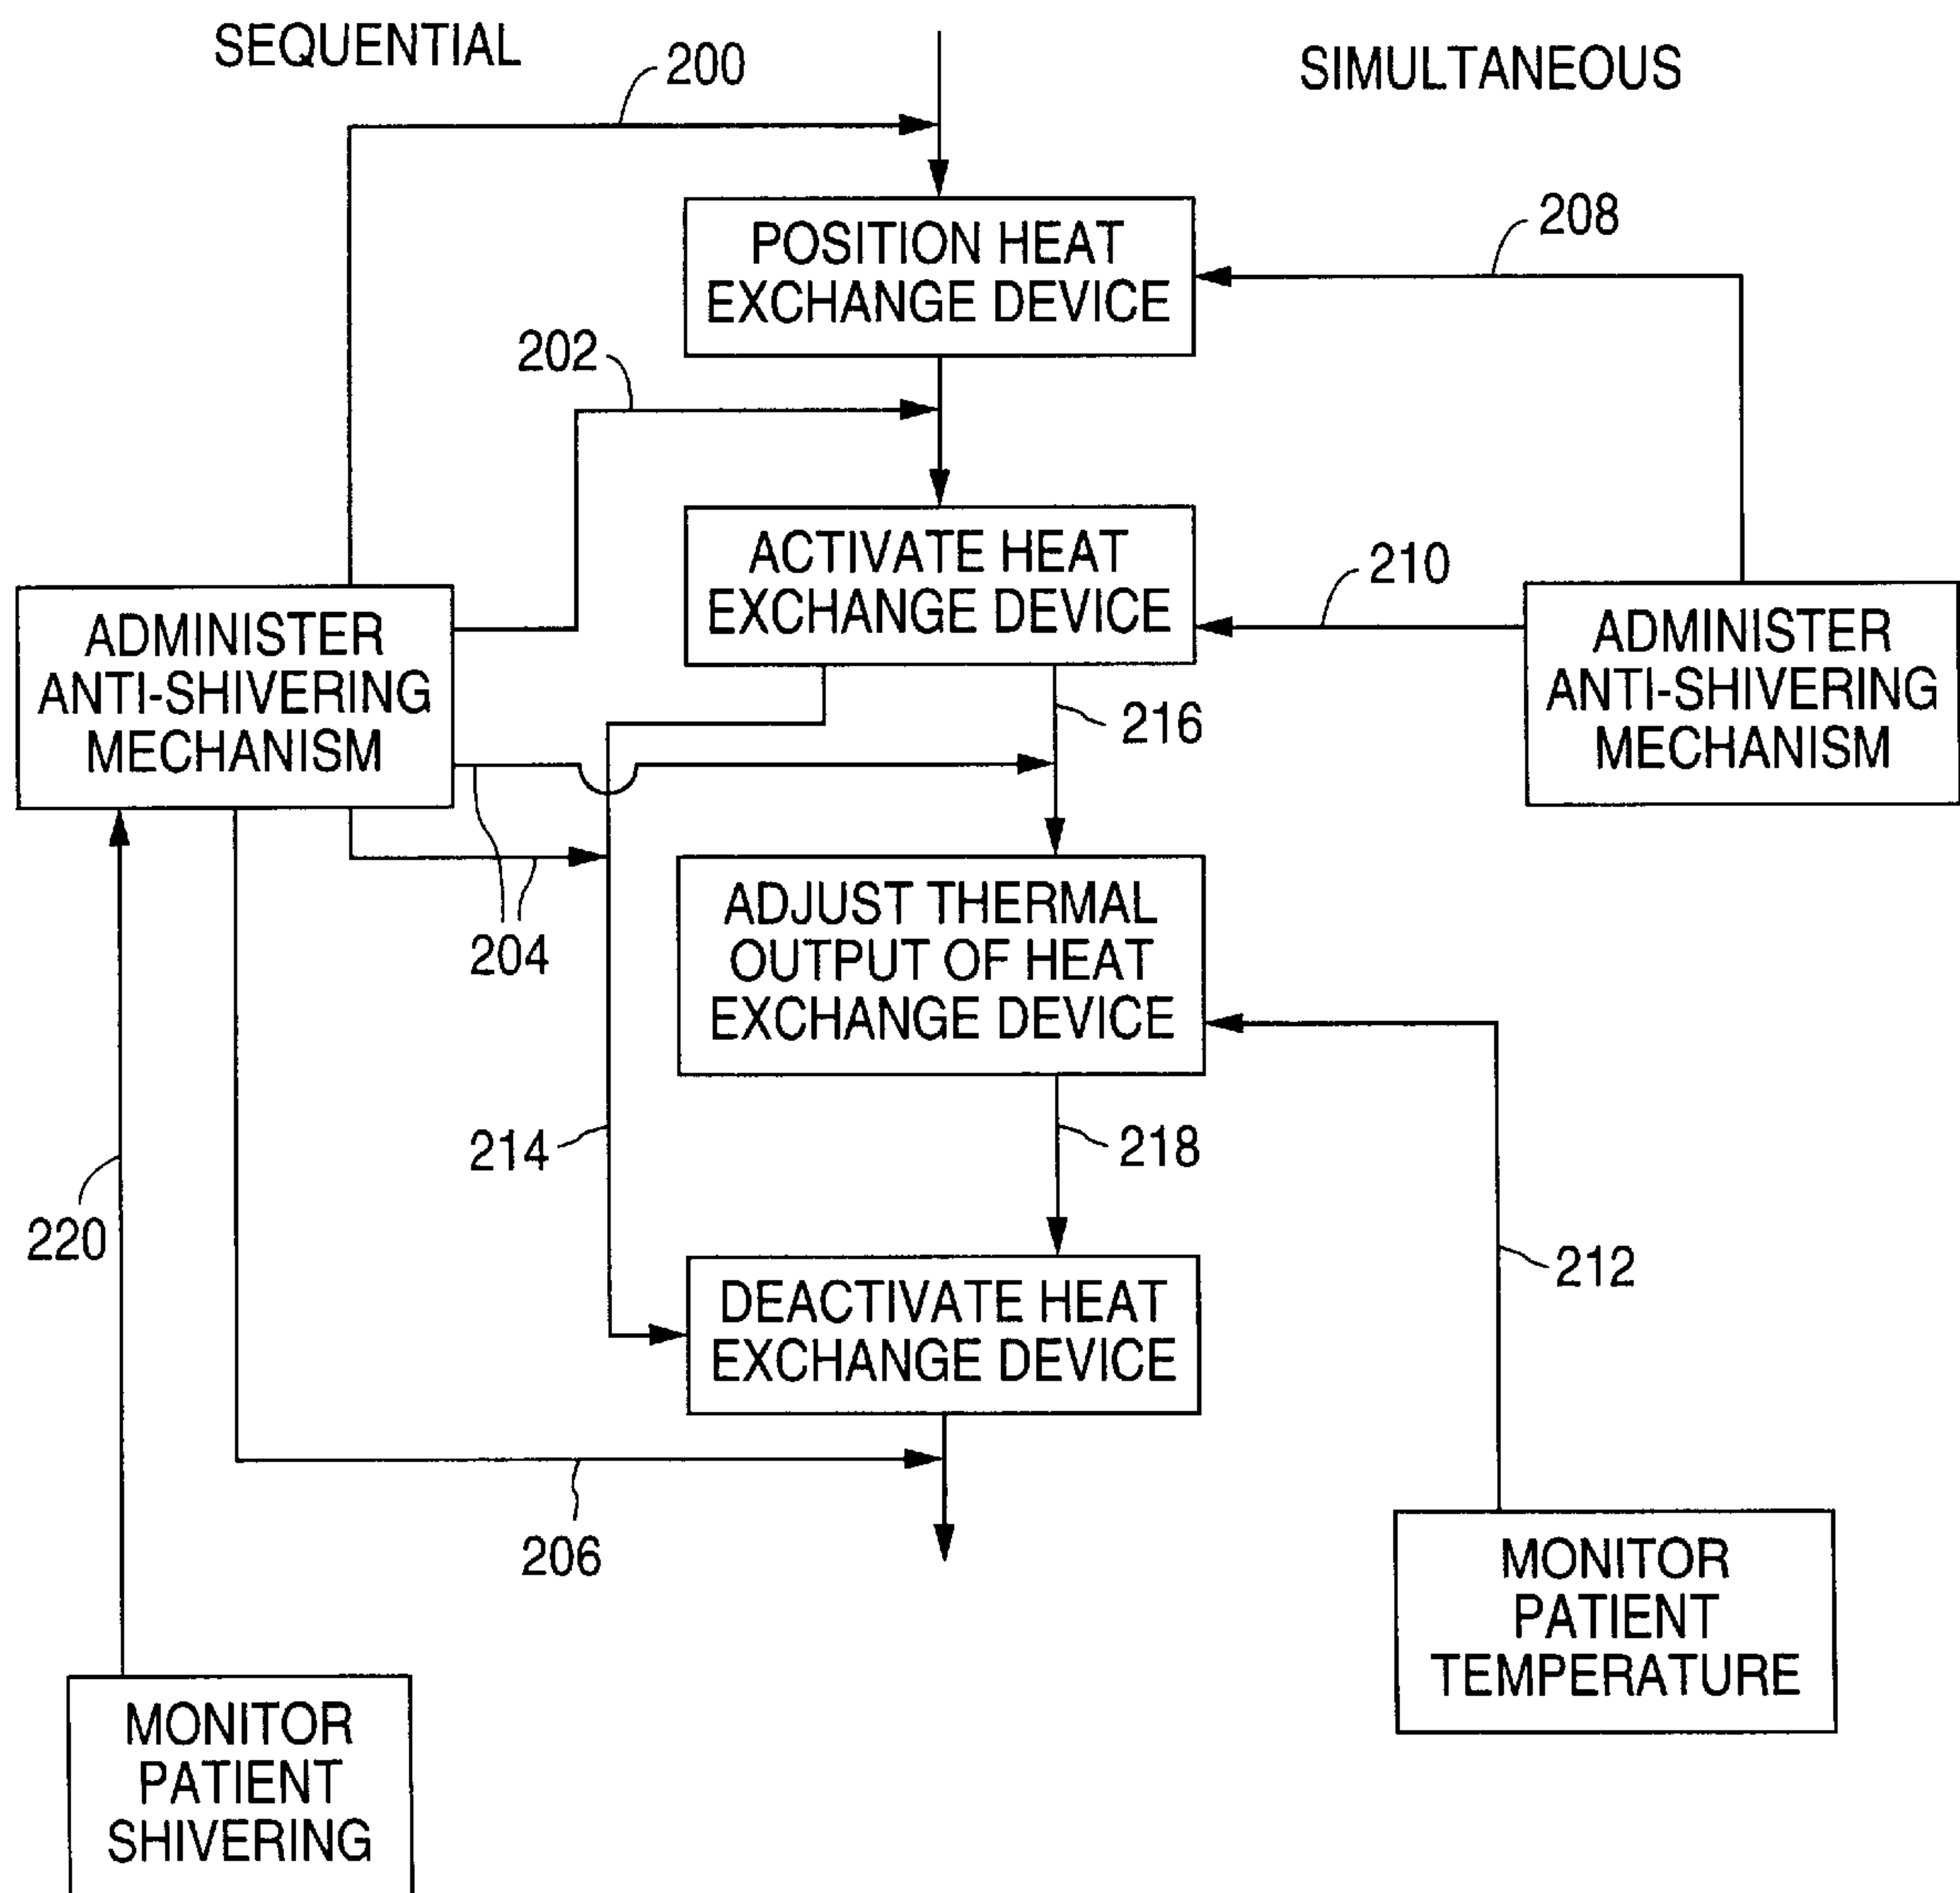 SEQUENTIAL
200
SIMULTANEOUS
POSITION HEAT
EXCHANGE DEVICE
208
202
ACTIVATE HEAT
EXCHANGE DEVICE
210
ADMINISTER
ANTI-SHIVERING
MECHANISM
ADMINISTER
ANTI-SHIVERING
MECHANISM
216
204
ADJUST THERMAL
OUTPUT OF HEAT
EXCHANGE DEVICE
214
218
220
212
DEACTIVATE HEAT
EXCHANGE DEVICE
206
MONITOR
PATIENT
TEMPERATURE
MONITOR
PATIENT
SHIVERING